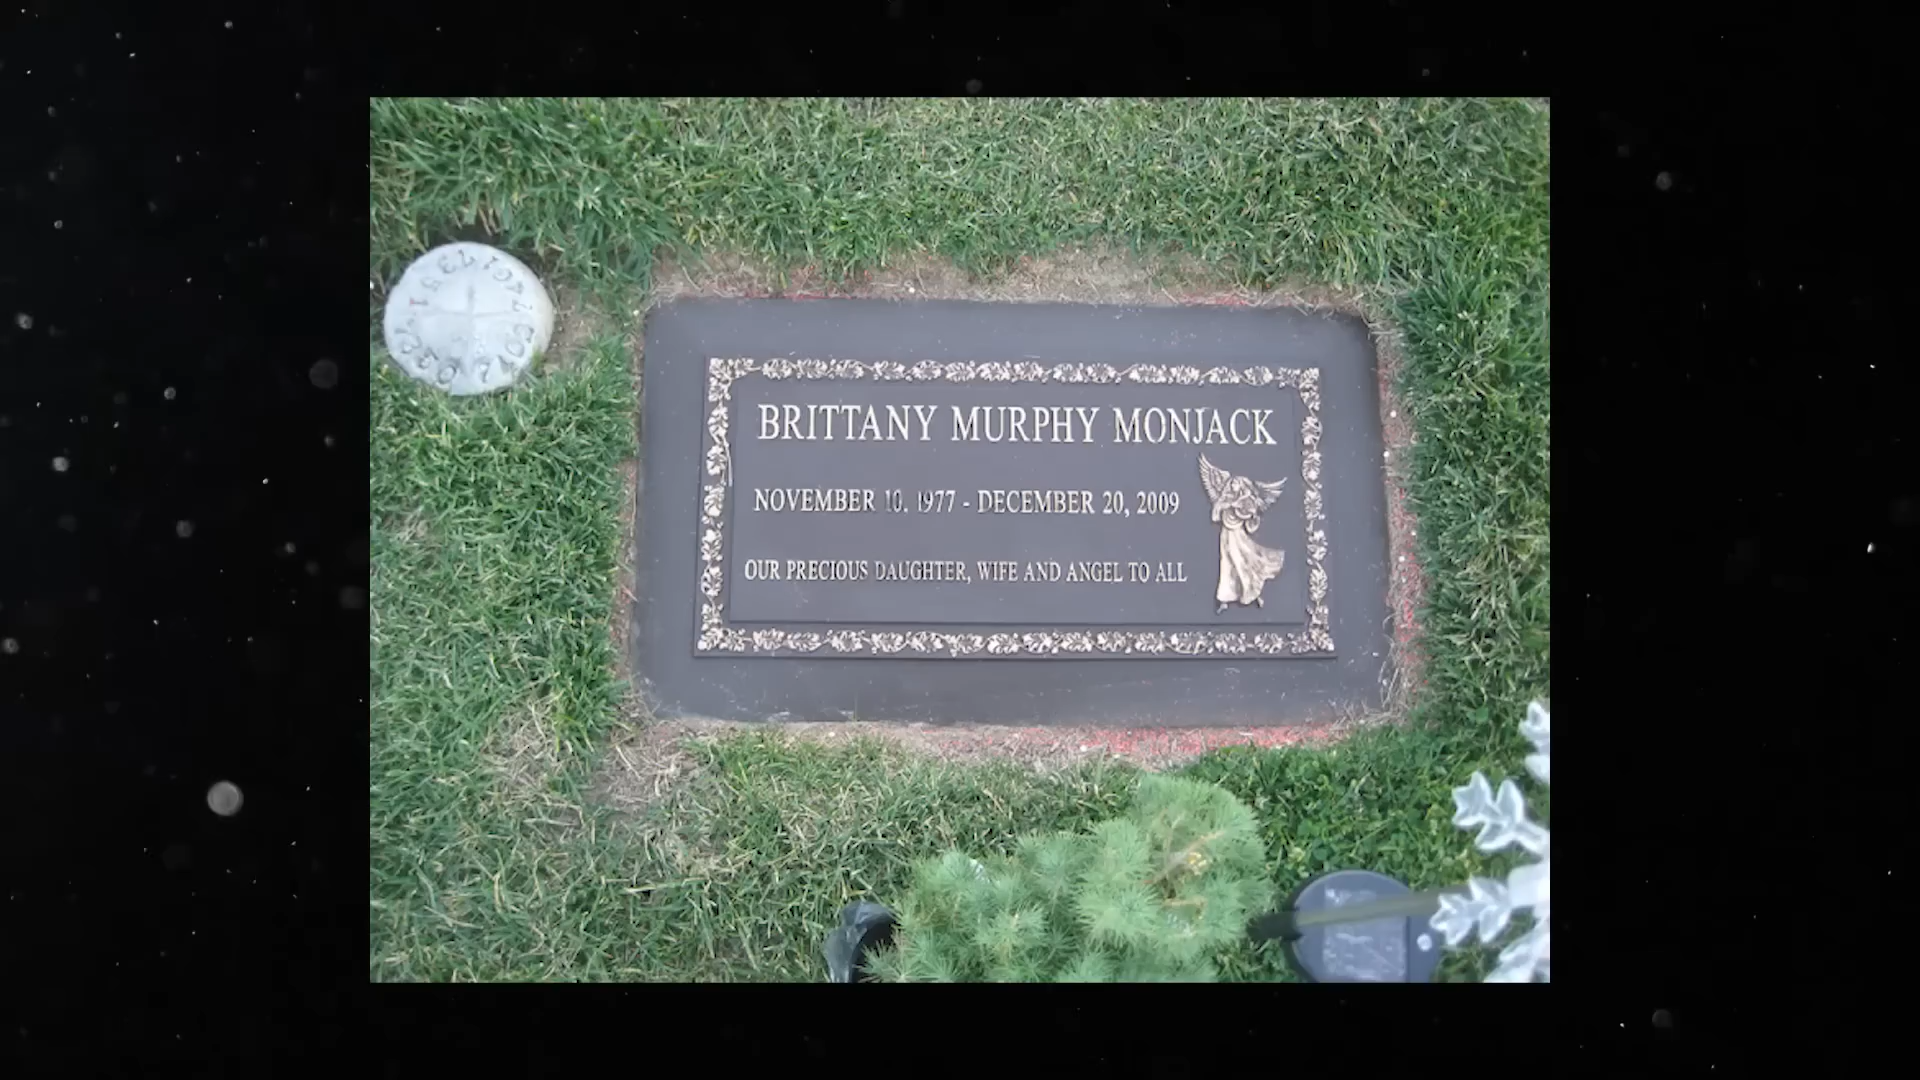 BRITTANY MURPHY MONJACK
NOVEMBER 10. 1977 - DECEMBER 20, 2009
OUR PRECIOUS DAUGHTER, WIFE AND ANGEL TO ALL